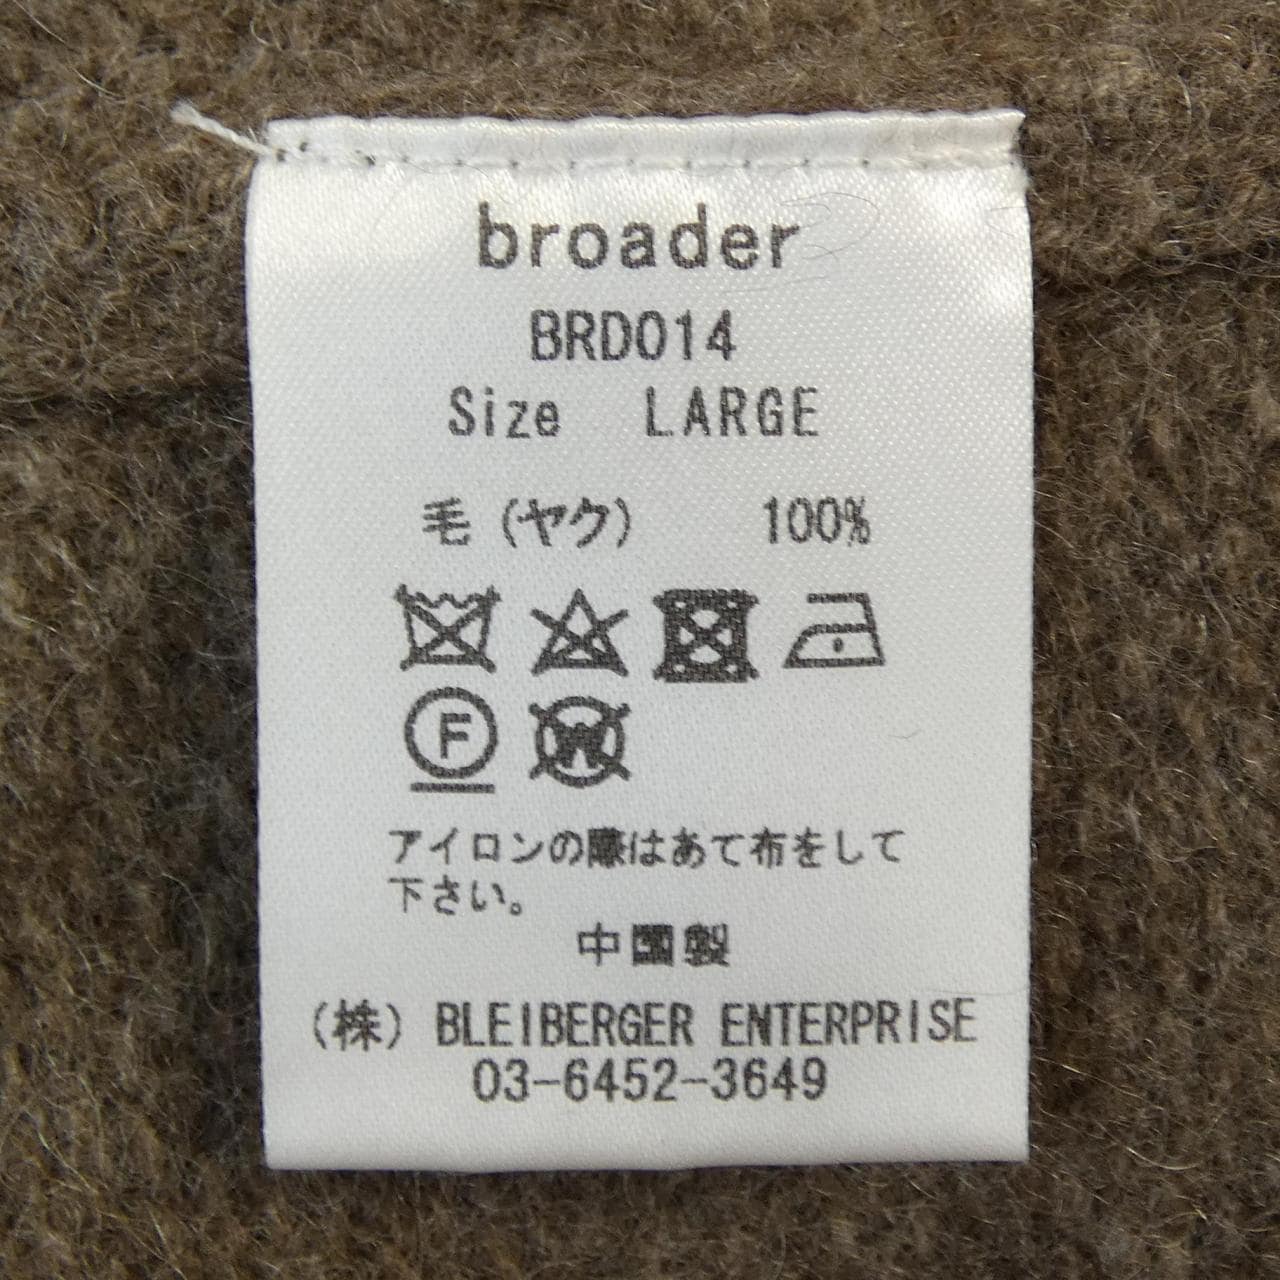 broader
BRD014
Size LARGE
毛(ヤク) 100%
F
W
アイロンの際はあて布をして
下さい。
中国製
(株) BLEIBERGER ENTERPRISE
03-6452-3649